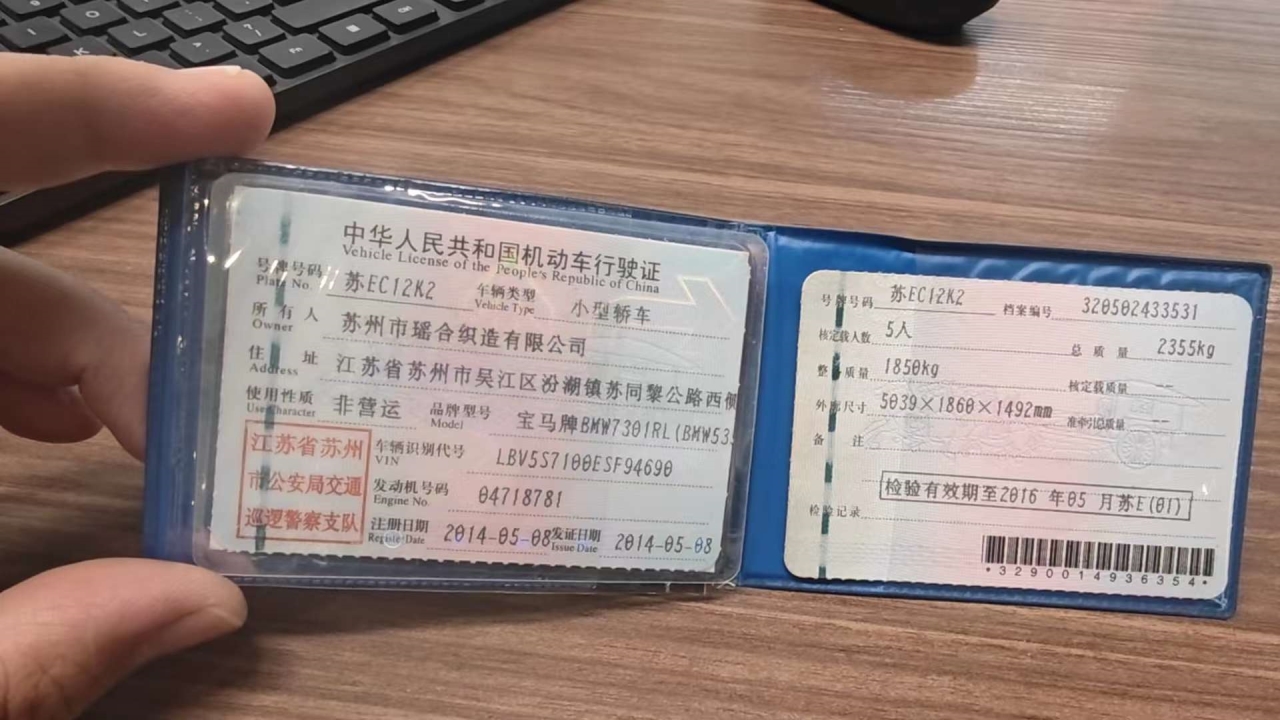 中华人民共和国机动车行驶证
Vehicle License of the People's Republic of China
号牌号码 苏EC12K2 车辆类型 小型轿车
Plate No. Vehicle Type
所有人 苏州市瑶合织造有限公司
Owner
住址 江苏省苏州市吴江区汾湖镇苏同黎公路西侧
Address
使用性质 非营运 品牌型号 宝马牌BMW7301RL(BMW535
Use Character Model
江苏省苏州
市公安局交通
巡逻警察支队
车辆识别代号 LBV5S7100ESF94690
VIN
发动机号码 04718781
Engine No.
注册日期 2014-05-08 发证日期 2014-05-08
Register Date Issue Date
号牌号码 苏EC12K2 档案编号 320502433531
核定载人数 5人 总质量 2355kg
整备质量 1850kg 核定载质量 --
外廓尺寸 5039×1860×1492mm 准牵引总质量 --
备注
检验有效期至2016 年05 月苏E(01)
检验记录
*3290014936354*